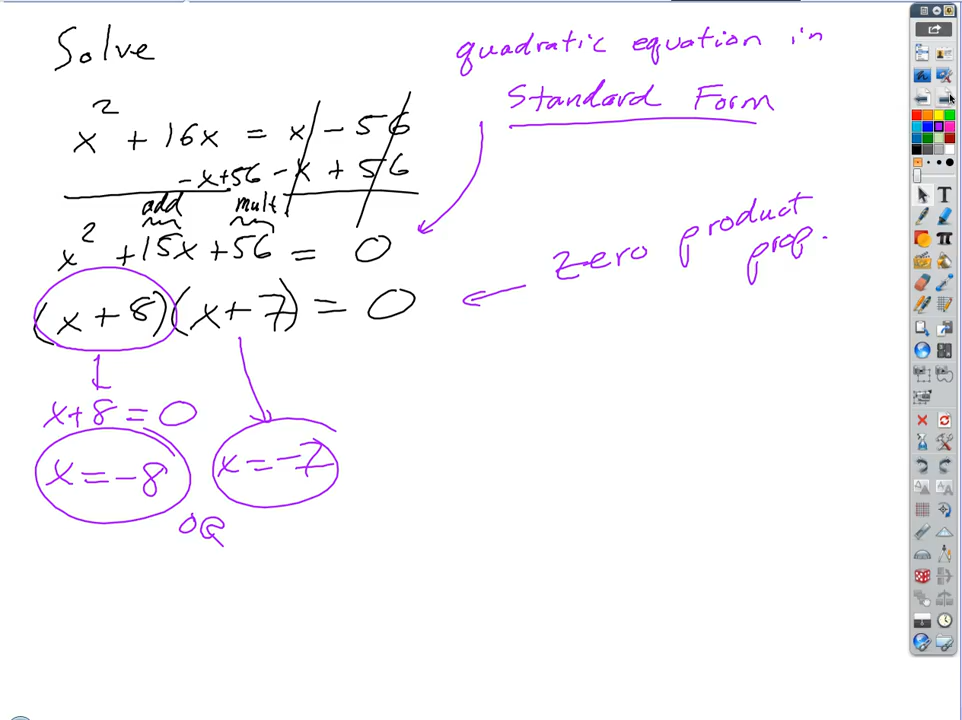 Solve
quadratic equation in
Standard Form
x² + 16x = x - 56
- x + 56 - x + 56
add mult
x² + 15x + 56 = 0
zero product
prop.
(x + 8)(x + 7) = 0
x + 8 = 0
x = -8
x = -7
OR
T